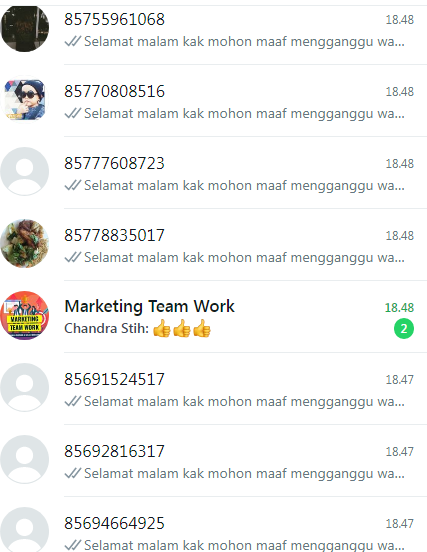 85755961068 18.48
Selamat malam kak mohon maaf mengganggu wa...
85770808516 18.48
Selamat malam kak mohon maaf mengganggu wa...
85777608723 18.48
Selamat malam kak mohon maaf mengganggu wa...
85778835017 18.48
Selamat malam kak mohon maaf mengganggu wa...
MARKETING
TEAM WORK
Marketing Team Work 18.48
Chandra Stih: 👍👍👍 2
85691524517 18.47
Selamat malam kak mohon maaf mengganggu wa...
85692816317 18.47
Selamat malam kak mohon maaf mengganggu wa...
85694664925 18.47
Selamat malam kak mohon maaf mengganggu wa...